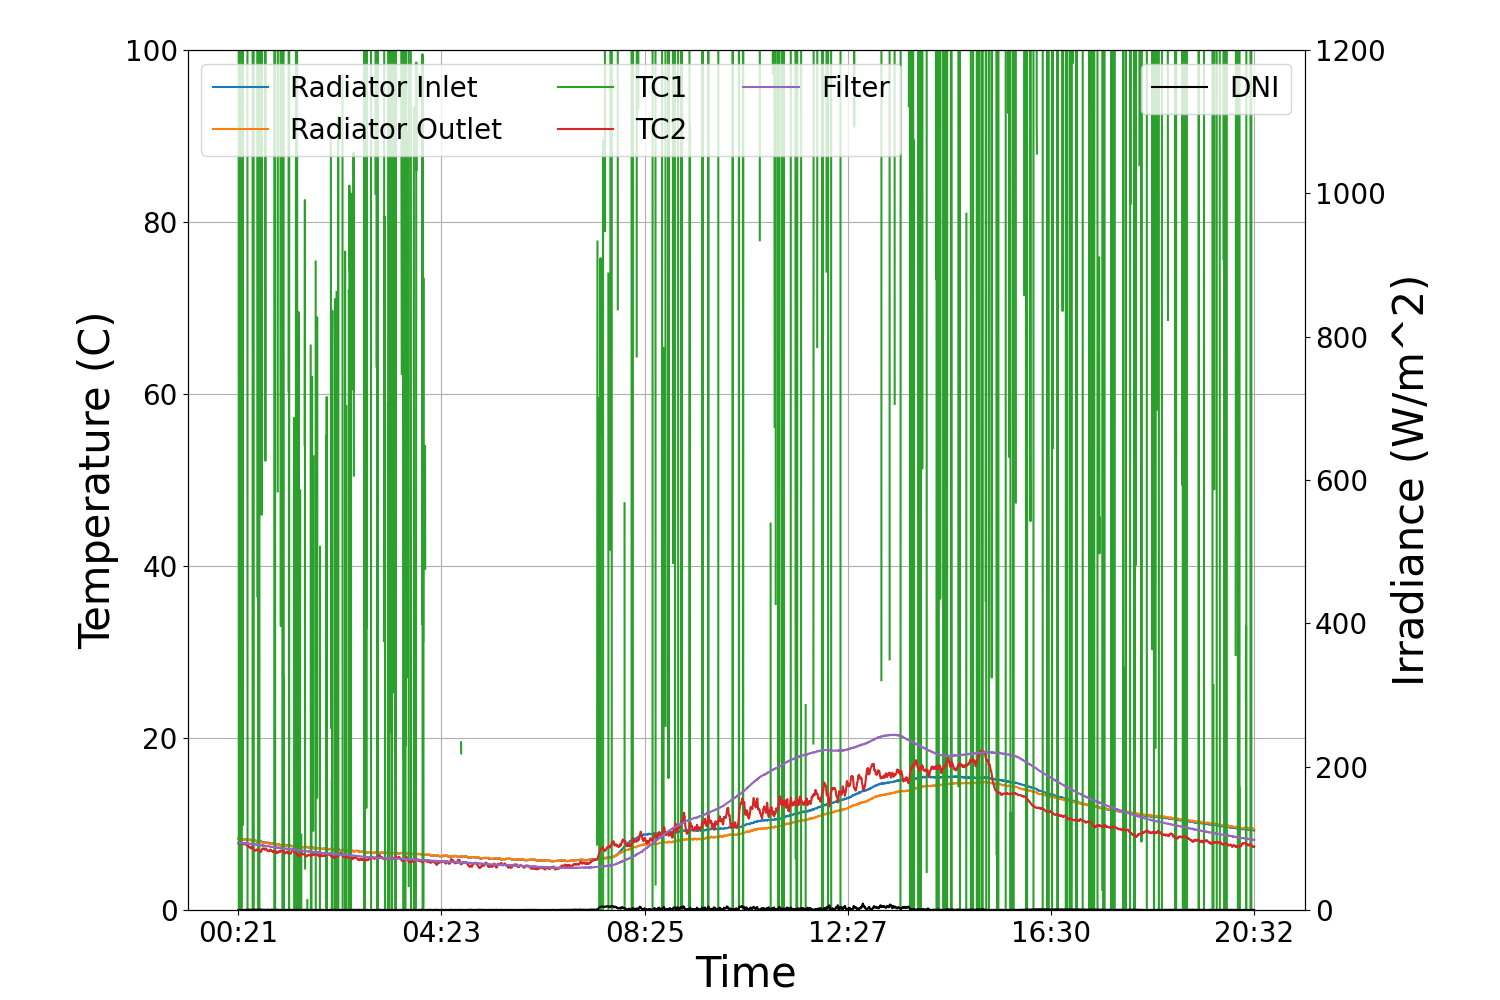 100
80
60
40
20
0
Temperature (C)
1200
1000
800
600
400
200
0
Irradiance (W/m^2)
Radiator Inlet
Radiator Outlet
TC1
TC2
Filter
DNI
00:21
04:23
08:25
12:27
16:30
20:32
Time